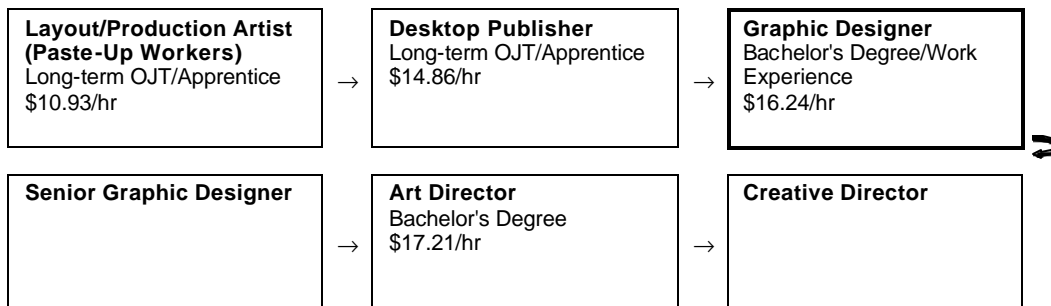 Layout/Production Artist
(Paste-Up Workers)
Long-term OJT/Apprentice
$10.93/hr
→
Desktop Publisher
Long-term OJT/Apprentice
$14.86/hr
→
Graphic Designer
Bachelor's Degree/Work
Experience
$16.24/hr
Senior Graphic Designer
→
Art Director
Bachelor's Degree
$17.21/hr
→
Creative Director